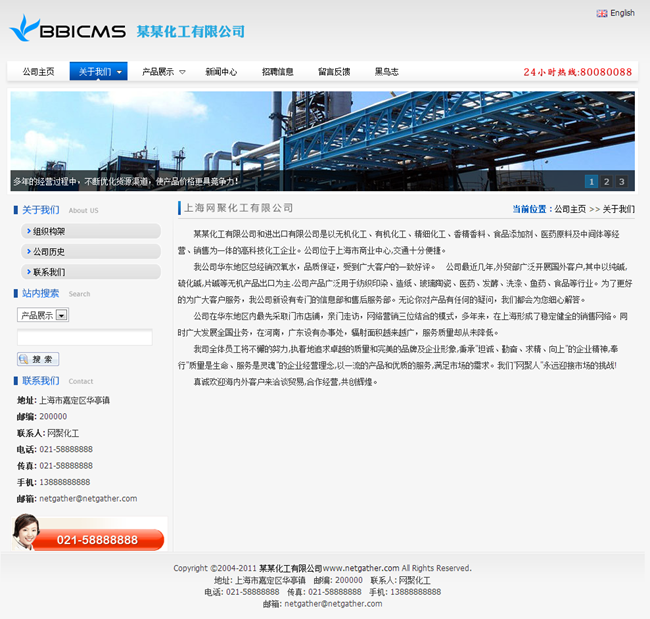 English
BBICMS 某某化工有限公司
公司主页 关于我们 产品展示 新闻中心 招聘信息 留言反馈 黑鸟志 24小时热线:80080088
多年的经营过程中，不断优化货源渠道，使产品价格更具竞争力！ 1 2 3
关于我们 About US
组织构架
公司历史
联系我们
站内搜索 Search
产品展示
搜 索
联系我们 Contact
地址: 上海市嘉定区华亭镇
邮编: 200000
联系人: 网聚化工
电话: 021-58888888
传真: 021-58888888
手机: 13888888888
邮箱: netgather@netgather.com
021-58888888
上海网聚化工有限公司 当前位置：公司主页 >> 关于我们
某某化工有限公司和进出口有限公司是以无机化工、有机化工、精细化工、香精香料、食品添加剂、医药原料及中间体等经
营、销售为一体的高科技化工企业。公司位于上海市商业中心,交通十分便捷。
我公司华东地区总经销双氧水，品质保证，受到广大客户的一致好评。 公司最近几年,外贸部广泛开展国外客户,其中以纯碱,
硫化碱,片碱等无机产品出口为主.公司产品广泛用于纺织印染、造纸、玻璃陶瓷、医药、发酵、洗涤、鱼药、食品等行业。为了更好
的为广大客户服务，我公司新设有专门的信息部和售后服务部。无论你对产品有任何的疑问，我们都会为您细心解答。
公司在华东地区内最先采取门市店铺，亲门走访，网络营销三位结合的模式，多年来，在上海形成了稳定健全的销售网络。同
时广大发展全国业务，在河南，广东设有办事处，辐射面积越来越广，服务质量却从未降低。
我司全体员工将不懈的努力,执着地追求卓越的质量和完美的品牌及企业形象,秉承"坦诚、勤奋、求精、向上"的企业精神,奉
行"质量是生命、服务是灵魂"的企业经营理念,以一流的产品和优质的服务,满足市场的需求。我们"网聚人"永远迎接市场的挑战!
真诚欢迎海内外客户来洽谈贸易,合作经营,共创辉煌。
Copyright ©2004-2011 某某化工有限公司www.netgather.com All Rights Reserved.
地址: 上海市嘉定区华亭镇 邮编: 200000 联系人: 网聚化工
电话: 021-58888888 传真: 021-58888888 手机: 13888888888
邮箱: netgather@netgather.com